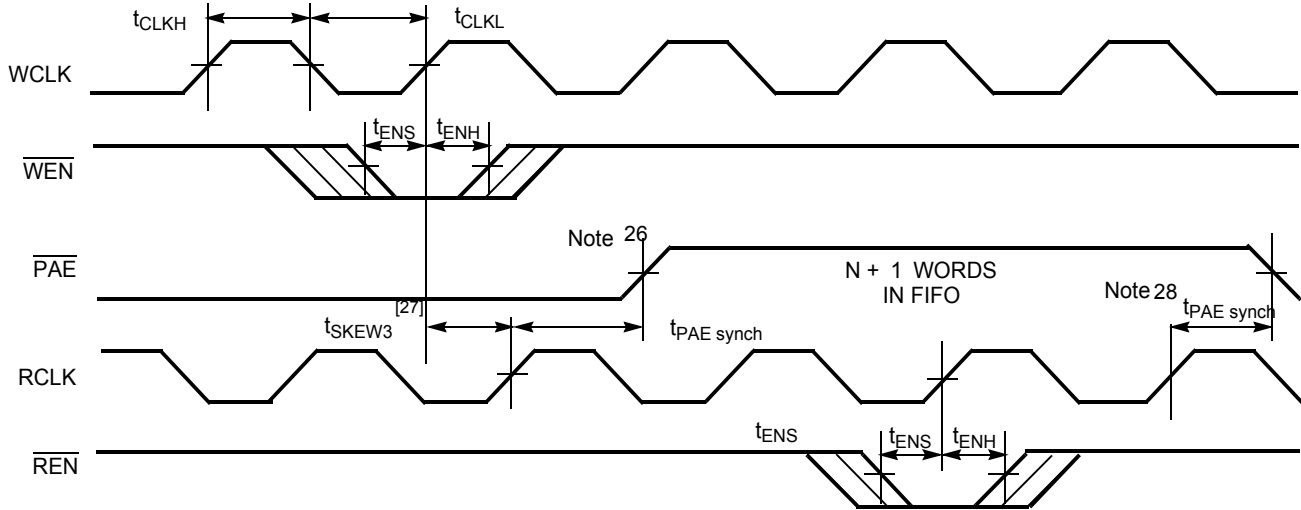 tCLKH
tCLKL
WCLK
tENS
tENH
WEN
Note 26
PAE
N + 1 WORDS
IN FIFO
Note 28
[27]
tSKEW3
tPAE synch
tPAE synch
RCLK
tENS
tENS
tENH
REN